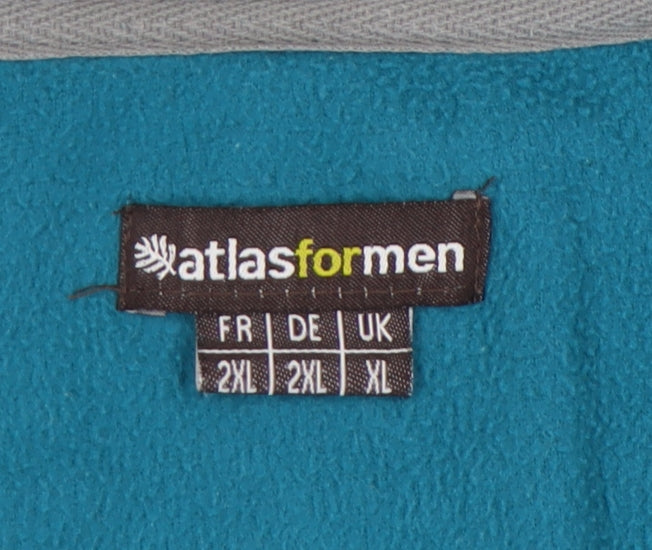 atlasformen
FR DE UK
2XL 2XL XL